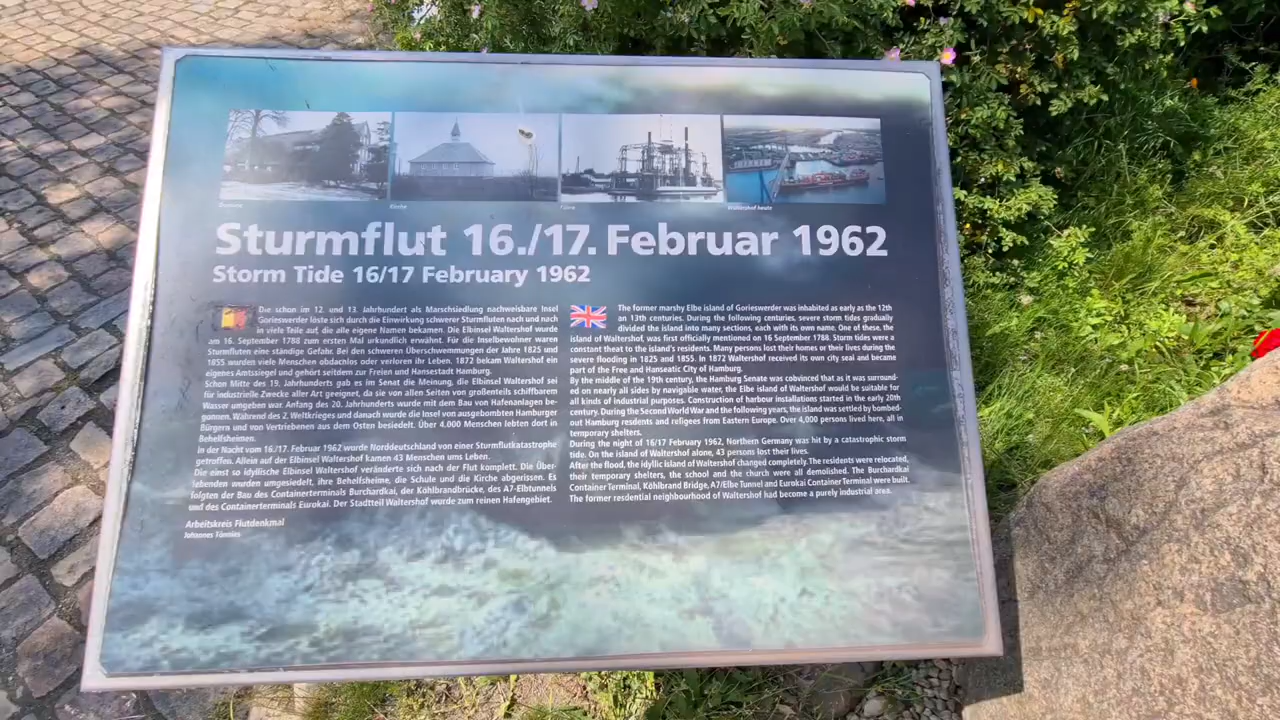 Kirche
Waltershof heute
Sturmflut 16./17. Februar 1962
Storm Tide 16/17 February 1962
Die schon im 12. und 13. Jahrhundert als Marschsiedlung nachweisbare Insel
Gorieswerder löste sich durch die Einwirkung schwerer Sturmfluten nach und nach
in viele Teile auf, die alle eigene Namen bekamen. Die Elbinsel Waltershof wurde
am 16. September 1788 zum ersten Mal urkundlich erwähnt. Für die Inselbewohner waren
Sturmfluten eine ständige Gefahr. Bei den schweren Überschwemmungen der Jahre 1825 und
1855 wurden viele Menschen obdachlos oder verloren ihr Leben. 1872 bekam Waltershof ein
eigenes Amtssiegel und gehört seitdem zur Freien und Hansestadt Hamburg.
Schon Mitte des 19. Jahrhunderts gab es im Senat die Meinung, die Elbinsel Waltershof sei
für industrielle Zwecke aller Art geeignet, da sie von allen Seiten von großenteils schiffbarem
Wasser umgeben war. Anfang des 20. Jahrhunderts wurde mit dem Bau von Hafenanlagen be-
gonnen. Während des 2. Weltkrieges und danach wurde die Insel von ausgebombten Hamburger
Bürgern und von Vertriebenen aus dem Osten besiedelt. Über 4.000 Menschen lebten dort in
Behelfsheimen.
In der Nacht vom 16./17. Februar 1962 wurde Norddeutschland von einer Sturmflutkatastrophe
getroffen. Allein auf der Elbinsel Waltershof kamen 43 Menschen ums Leben.
Die einst so idyllische Elbinsel Waltershof veränderte sich nach der Flut komplett. Die Über-
lebenden wurden umgesiedelt, ihre Behelfsheime, die Schule und die Kirche abgerissen. Es
folgten der Bau des Containerterminals Burchardkai, der Köhlbrandbrücke, des A7-Elbtunnels
und des Containerterminals Eurokai. Der Stadtteil Waltershof wurde zum reinen Hafengebiet.
Arbeitskreis Flutdenkmal
Johannes Tönnies
The former marshy Elbe island of Gorieswerder was inhabited as early as the 12th
an 13th centuries. During the following centuries, severe storm tides gradually
divided the island into many sections, each with its own name. One of these, the
island of Waltershof, was first officially mentioned on 16 September 1788. Storm tides were a
constant theat to the island's residents. Many persons lost their homes or their lives during the
severe flooding in 1825 and 1855. In 1872 Waltershof received its own city seal and became
part of the Free and Hanseatic City of Hamburg.
By the middle of the 19th century, the Hamburg Senate was cobvinced that as it was surround-
ed on nearly all sides by navigable water, the Elbe island of Waltershof would be suitable for
all kinds of industrial purposes. Construction of harbour installations started in the early 20th
century. During the Second World War and the following years, the island was settled by bombed-
out Hamburg residents and refigees from Eastern Europe. Over 4,000 persons lived here, all in
temporary shelters.
During the night of 16/17 February 1962, Northern Germany was hit by a catastrophic storm
tide. On the island of Waltershof alone, 43 persons lost their lives.
After the flood, the idyllic island of Waltershof changed completely. The residents were relocated,
their temporary shelters, the school and the church were all demolished. The Burchardkai
Container Terminal, Köhlbrand Bridge, A7/Elbe Tunnel and Eurokai Container Terminal were built.
The former resdential neighbourhood of Waltershof had become a purely industrial area.